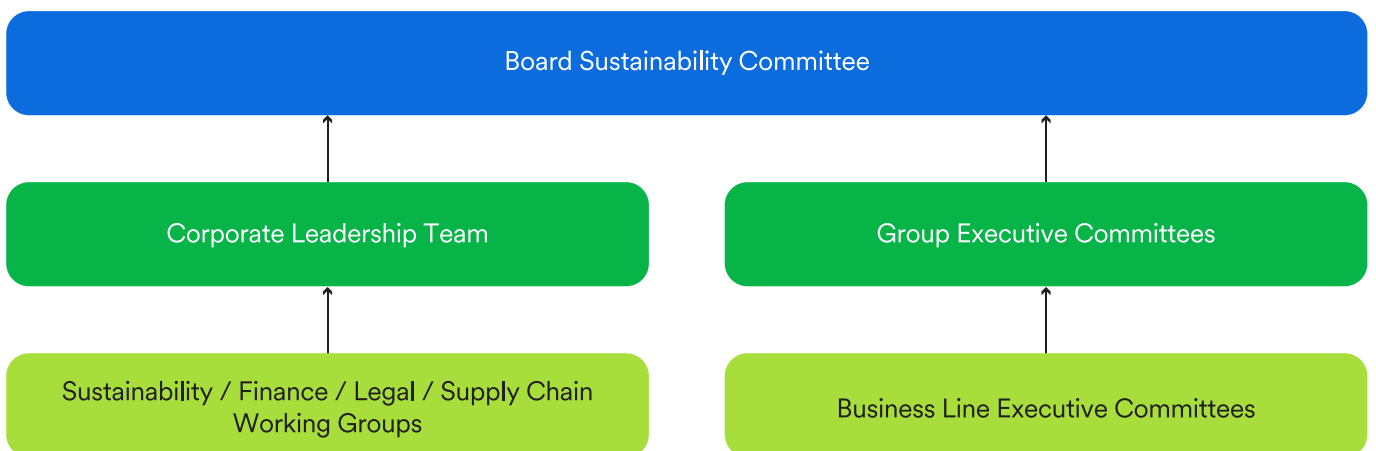 Board Sustainability Committee
Corporate Leadership Team
Group Executive Committees
Sustainability / Finance / Legal / Supply Chain
Working Groups
Business Line Executive Committees